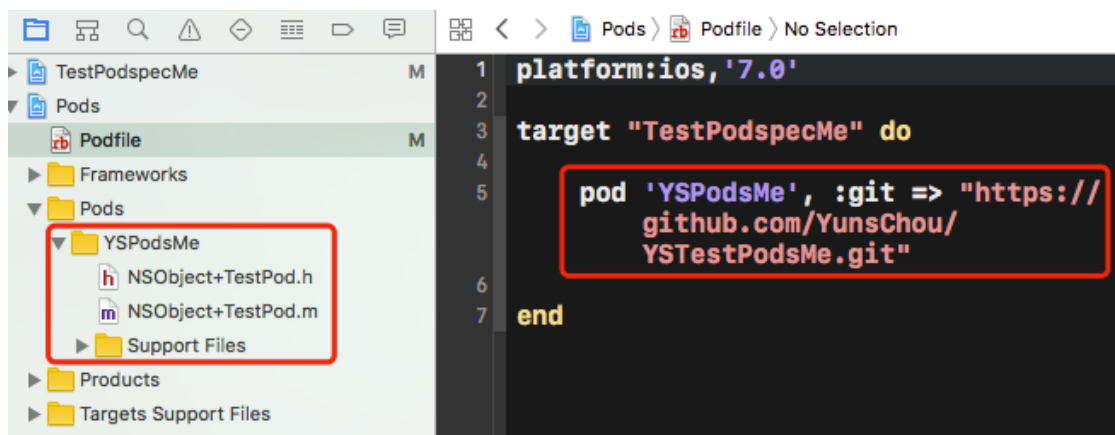 Pods Podfile No Selection
TestPodspecMe M
Pods
rb Podfile M
Frameworks
Pods
YSPodsMe
h NSObject+TestPod.h
m NSObject+TestPod.m
Support Files
Products
Targets Support Files
1 platform:ios,'7.0'
2
3 target "TestPodspecMe" do
4
5 pod 'YSPodsMe', :git => "https://
github.com/YunsChou/
YSTestPodsMe.git"
6
7 end